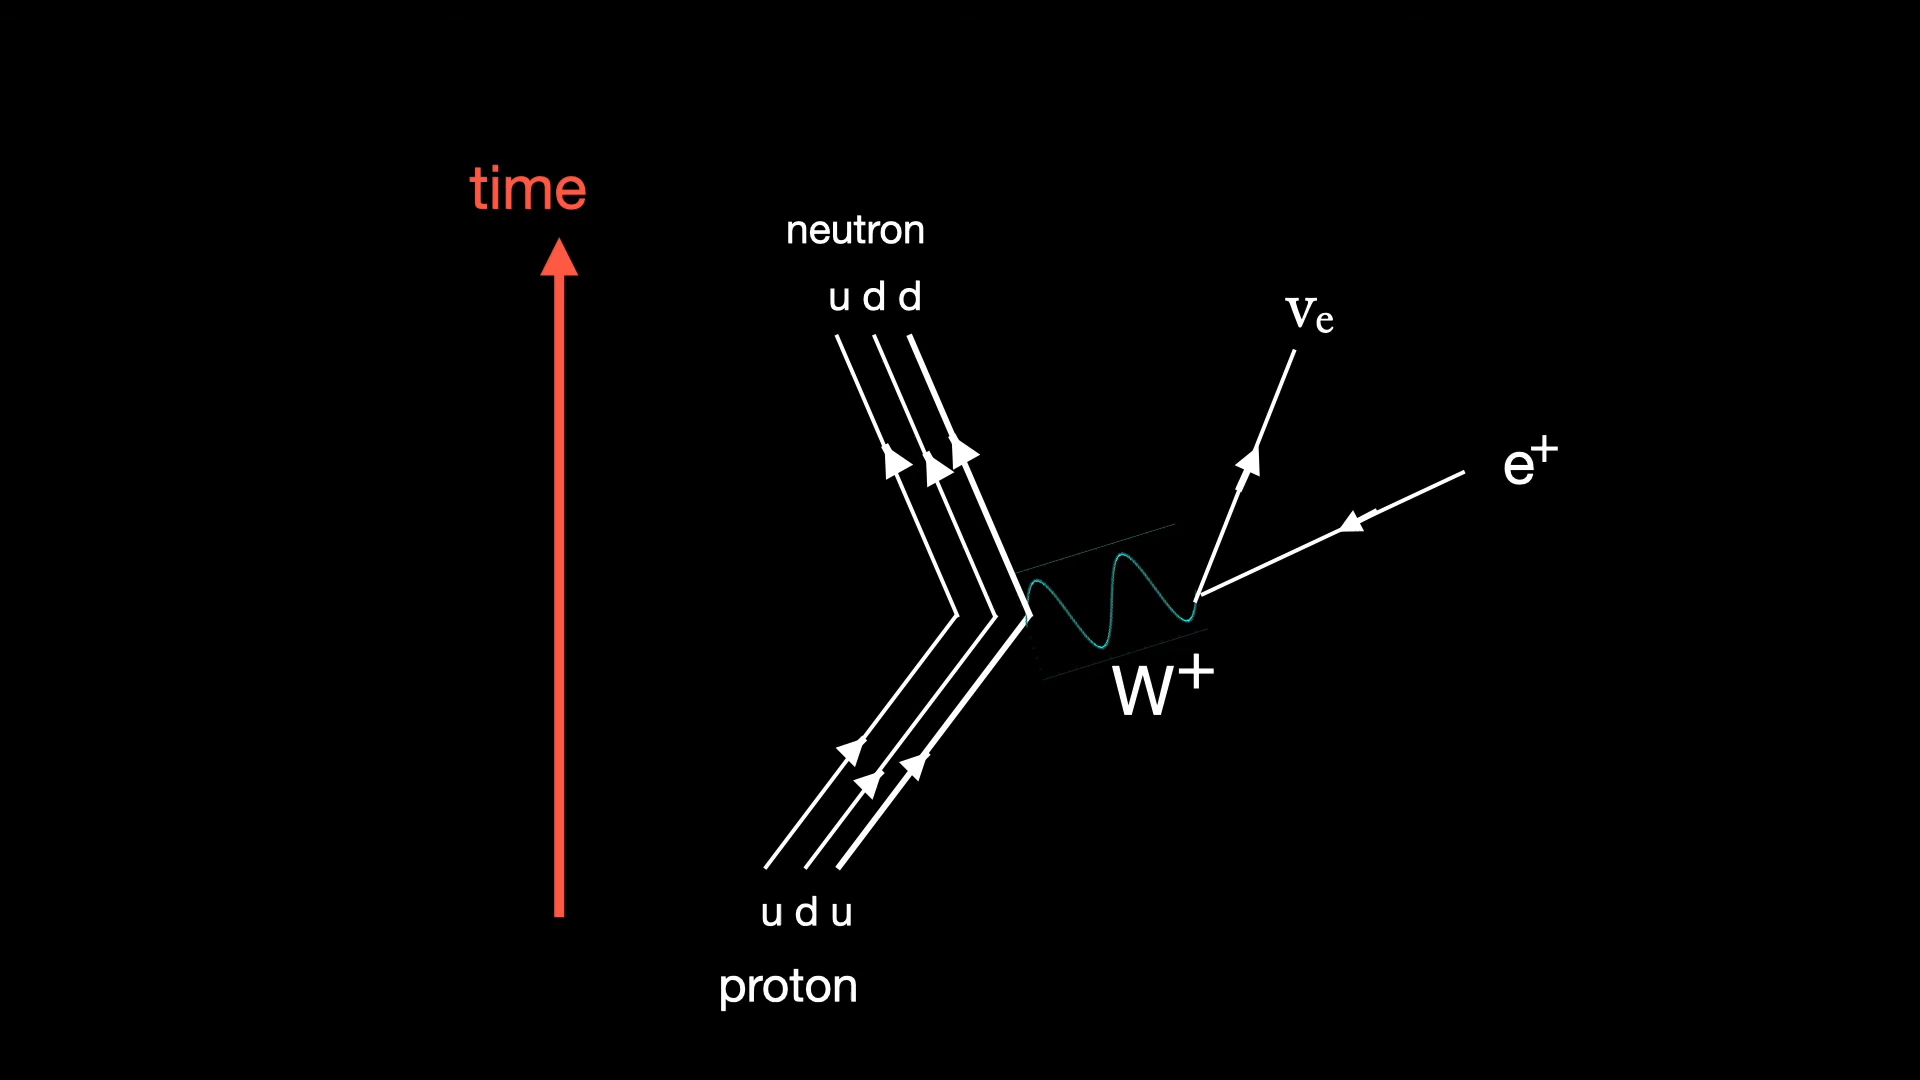 time
neutron
u d d
νₑ
e⁺
W⁺
u d u
proton